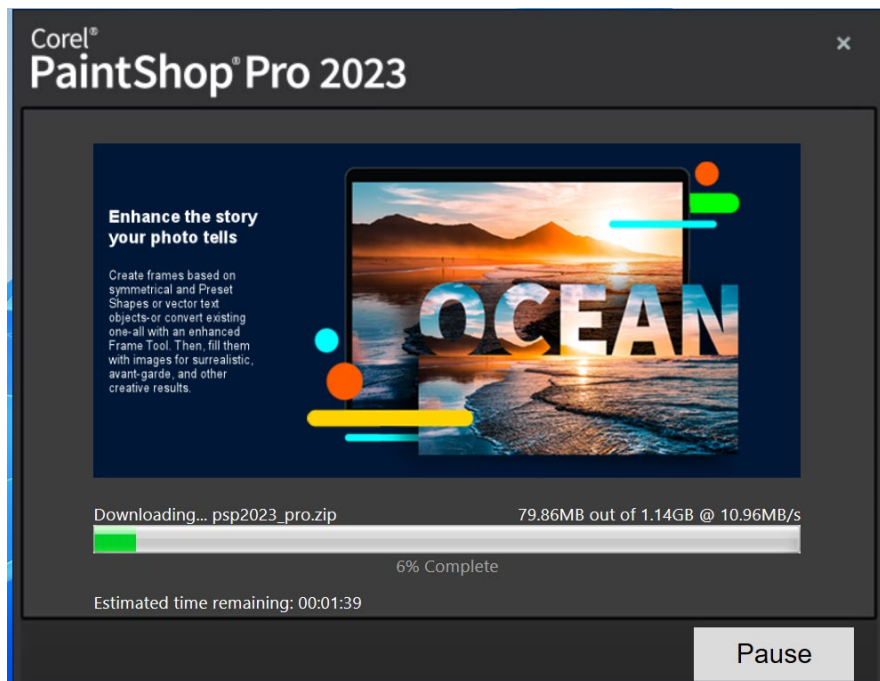 Corel®
PaintShop® Pro 2023
×
Enhance the story
your photo tells
Create frames based on
symmetrical and Preset
Shapes or vector text
objects-or convert existing
one-all with an enhanced
Frame Tool. Then, fill them
with images for surrealistic,
avant-garde, and other
creative results.
OCEAN
Downloading... psp2023_pro.zip 79.86MB out of 1.14GB @ 10.96MB/s
6% Complete
Estimated time remaining: 00:01:39
Pause